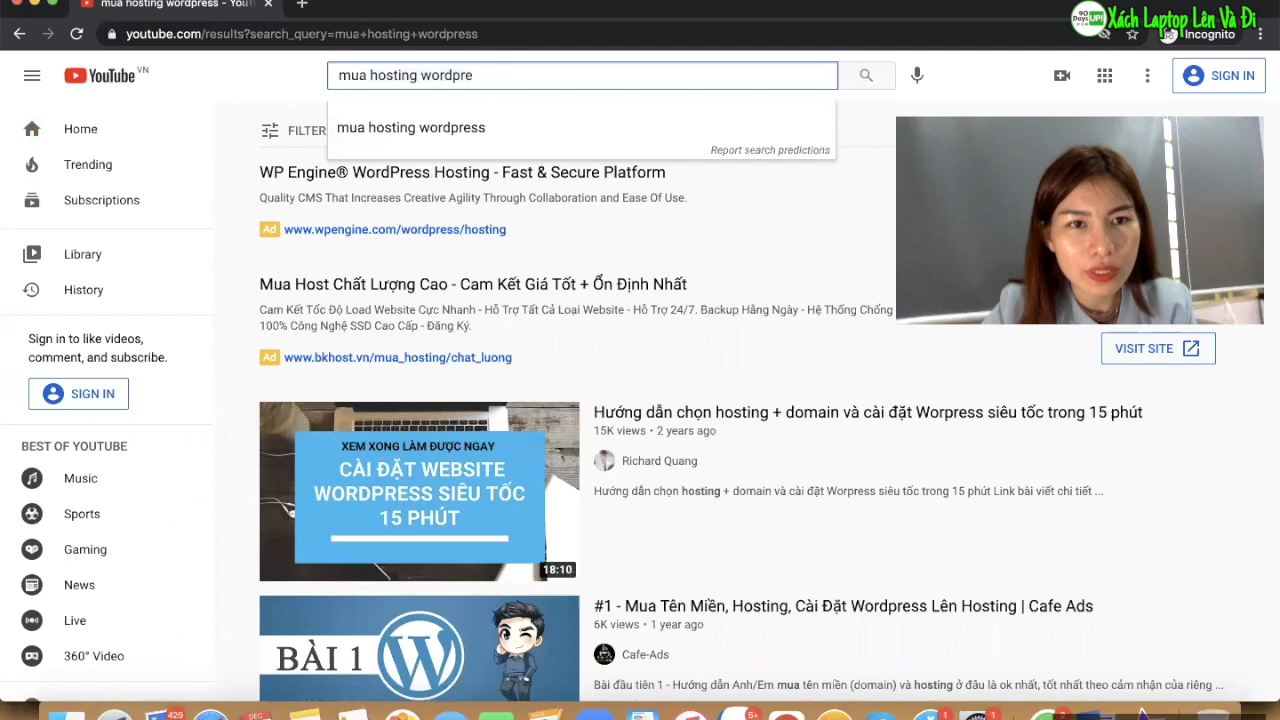 mua hosting wordpress - YouT
90 Days UP! Xách Laptop Lên Và Đi
youtube.com/results?search_query=mua+hosting+wordpress
Incognito
YouTube VN
mua hosting wordpre
SIGN IN
mua hosting wordpress
Report search predictions
Home
Trending
Subscriptions
Library
History
Sign in to like videos,
comment, and subscribe.
SIGN IN
BEST OF YOUTUBE
Music
Sports
Gaming
News
Live
360° Video
FILTER
WP Engine® WordPress Hosting - Fast & Secure Platform
Quality CMS That Increases Creative Agility Through Collaboration and Ease Of Use.
Ad www.wpengine.com/wordpress/hosting
Mua Host Chất Lượng Cao - Cam Kết Giá Tốt + Ổn Định Nhất
Cam Kết Tốc Độ Load Website Cực Nhanh - Hỗ Trợ Tất Cả Loại Website - Hỗ Trợ 24/7. Backup Hằng Ngày - Hệ Thống Chống
100% Công Nghệ SSD Cao Cấp - Đăng Ký.
Ad www.bkhost.vn/mua_hosting/chat_luong
VISIT SITE
XEM XONG LÀM ĐƯỢC NGAY
CÀI ĐẶT WEBSITE
WORDPRESS SIÊU TỐC
15 PHÚT
18:10
Hướng dẫn chọn hosting + domain và cài đặt Worpress siêu tốc trong 15 phút
15K views • 2 years ago
Richard Quang
Hướng dẫn chọn hosting + domain và cài đặt Worpress siêu tốc trong 15 phút Link bài viết chi tiết ...
BÀI 1
#1 - Mua Tên Miền, Hosting, Cài Đặt Wordpress Lên Hosting | Cafe Ads
6K views • 1 year ago
Cafe-Ads
Bài đầu tiên 1 - Hướng dẫn Anh/Em mua tên miền (domain) và hosting ở đâu là ok nhất, tốt nhất theo cảm nhận của riêng ...
429
DEC
5+
1
1
2